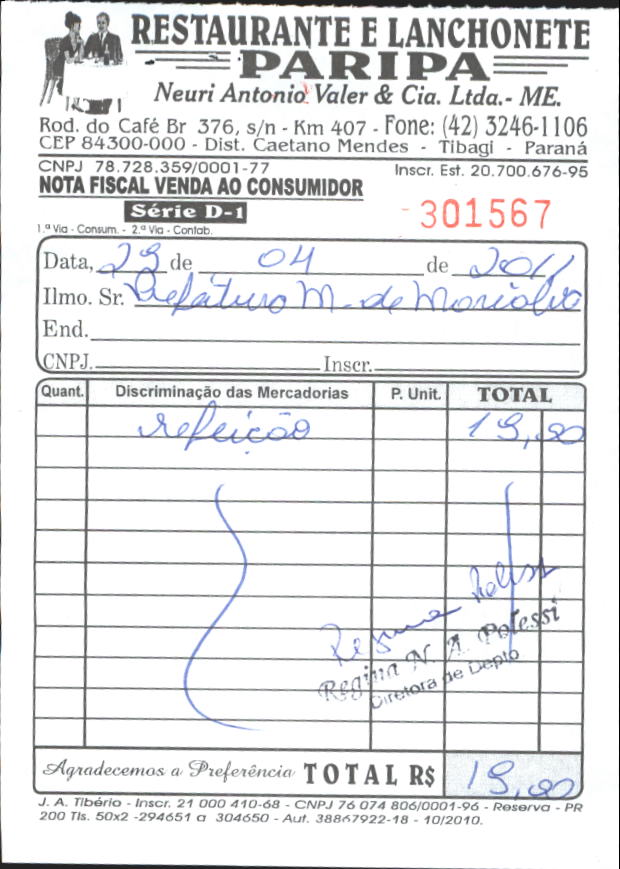 RESTAURANTE E LANCHONETE
PARIPA
Neuri Antonio Valer & Cia. Ltda.- ME.
Rod. do Café Br 376, s/n - Km 407 - Fone: (42) 3246-1106
CEP 84300-000 - Dist. Caetano Mendes - Tibagi - Paraná
CNPJ 78.728.359/0001-77 Inscr. Est. 20.700.676-95
NOTA FISCAL VENDA AO CONSUMIDOR
Série D-1
301567
1.ª Via - Consum. - 2.ª Via - Contab.
Data, 29 de 04 de 2011
Ilmo. Sr. Prefeitura M. de Marialva
End.
CNPJ. Inscr.
Quant. Discriminação das Mercadorias P. Unit. TOTAL
refeição 19,00
Regina N. A. Polessi
Diretora de Depto
Agradecemos a Preferência TOTAL R$ 19,00
J. A. Tibério - Inscr. 21 000 410-68 - CNPJ 76 074 806/0001-96 - Reserva - PR
200 Tls. 50x2 -294651 a 304650 - Aut. 38867922-18 - 10/2010.